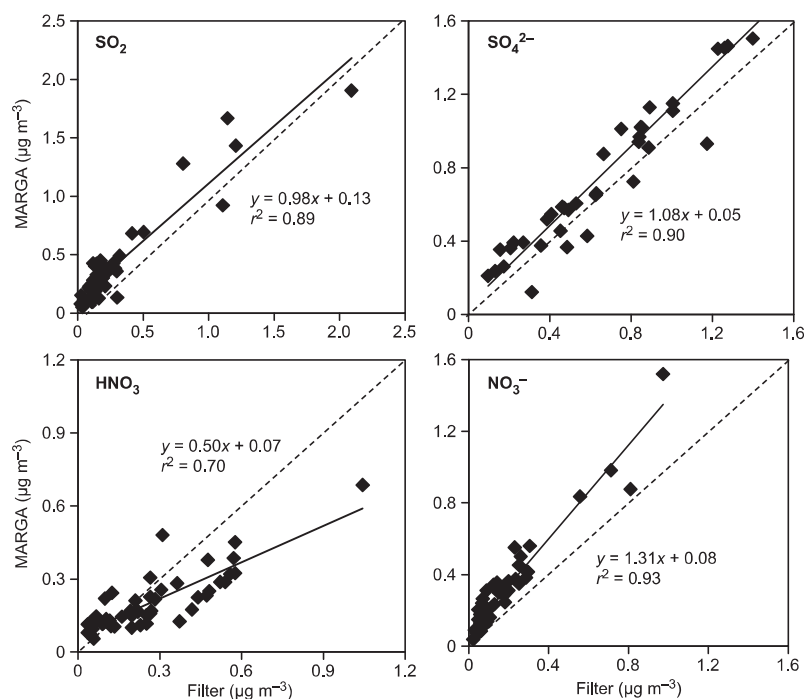 SO₂
MARGA (µg m⁻³)
2.5
2.0
1.5
1.0
0.5
0
0
0.5
1.0
1.5
2.0
2.5
y = 0.98x + 0.13
r² = 0.89
SO₄²⁻
1.6
1.2
0.8
0.4
0
0
0.4
0.8
1.2
1.6
y = 1.08x + 0.05
r² = 0.90
HNO₃
MARGA (µg m⁻³)
1.2
0.9
0.6
0.3
0
0
0.3
0.6
0.9
1.2
Filter (µg m⁻³)
y = 0.50x + 0.07
r² = 0.70
NO₃⁻
1.6
1.2
0.8
0.4
0
0
0.4
0.8
1.2
1.6
Filter (µg m⁻³)
y = 1.31x + 0.08
r² = 0.93